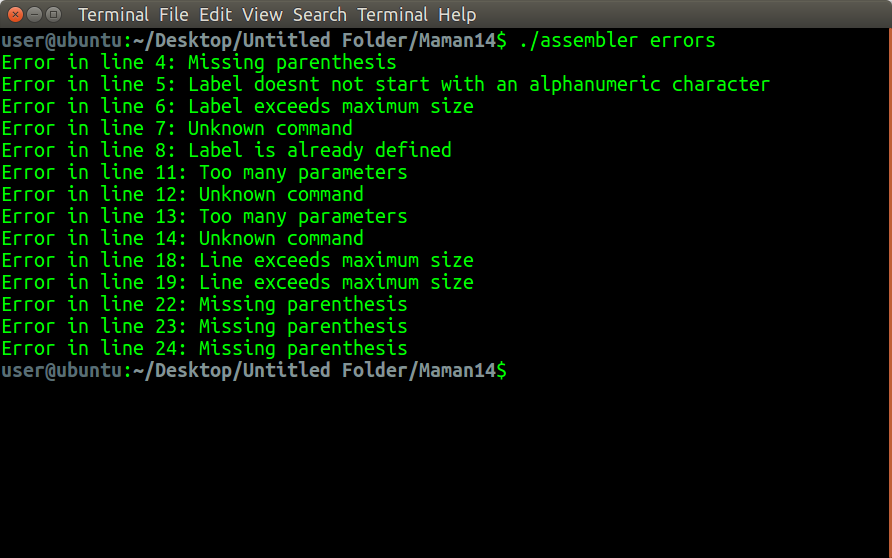 Terminal File Edit View Search Terminal Help
user@ubuntu:~/Desktop/Untitled Folder/Maman14$ ./assembler errors
Error in line 4: Missing parenthesis
Error in line 5: Label doesnt not start with an alphanumeric character
Error in line 6: Label exceeds maximum size
Error in line 7: Unknown command
Error in line 8: Label is already defined
Error in line 11: Too many parameters
Error in line 12: Unknown command
Error in line 13: Too many parameters
Error in line 14: Unknown command
Error in line 18: Line exceeds maximum size
Error in line 19: Line exceeds maximum size
Error in line 22: Missing parenthesis
Error in line 23: Missing parenthesis
Error in line 24: Missing parenthesis
user@ubuntu:~/Desktop/Untitled Folder/Maman14$